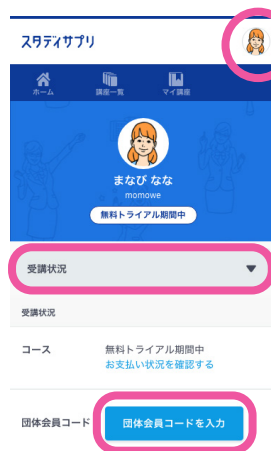 スタディサプリ
ホーム 講座一覧 マイ講座
まなび なな
momowe
無料トライアル期間中
受講状況 ▼
受講状況
コース 無料トライアル期間中
お支払い状況を確認する
団体会員コード 団体会員コードを入力